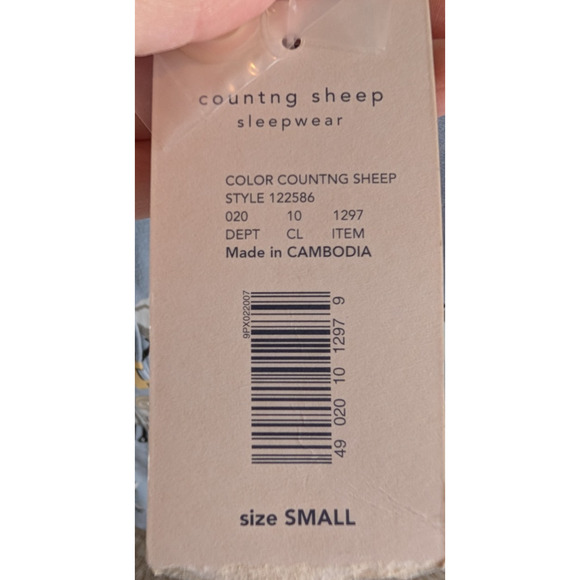 countng sheep
sleepwear
COLOR COUNTNG SHEEP
STYLE 122586
020 10 1297
DEPT CL ITEM
Made in CAMBODIA
9PX022007
49 020 10 1297 9
size SMALL